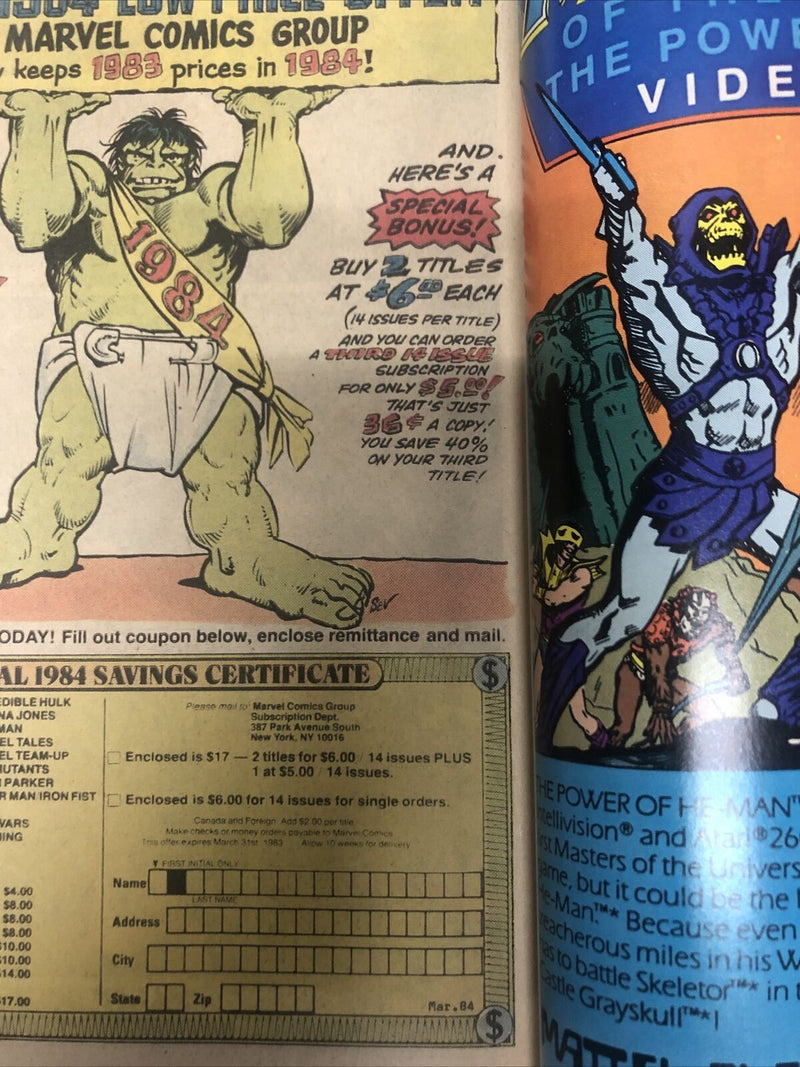 1984 LOW PRICE OFFER
MARVEL COMICS GROUP
keeps 1983 prices in 1984!
1984
AND.
HERE'S A
SPECIAL
BONUS!
BUY 2 TITLES
AT $6.00 EACH
(14 ISSUES PER TITLE)
AND YOU CAN ORDER
A THIRD 14 ISSUE
SUBSCRIPTION
FOR ONLY $5.00!
THAT'S JUST
36¢ A COPY!
YOU SAVE 40%
ON YOUR THIRD
TITLE!
SEV
ODAY! Fill out coupon below, enclose remittance and mail.
AL 1984 SAVINGS CERTIFICATE
$
EDIBLE HULK
NA JONES
MAN
EL TALES
EL TEAM-UP
UTANTS
PARKER
R MAN/IRON FIST
WARS
ING
$4.00
$8.00
$8.00
$8.00
10.00
10.00
14.00
17.00
Please mail to: Marvel Comics Group
Subscription Dept.
387 Park Avenue South
New York, NY 10016
Enclosed is $17 — 2 titles for $6.00 / 14 issues PLUS
1 at $5.00 / 14 issues.
Enclosed is $6.00 for 14 issues for single orders.
Canada and Foreign Add $2.00 per title
Make checks or money orders payable to Marvel Comics
This offer expires March 31st 1983 Allow 10 weeks for delivery
▼ FIRST INITIAL ONLY
Name
LAST NAME
Address
City
State Zip
Mar.84
$
OF THE
THE POWE
VIDE
THE POWER OF HE-MAN™
ntellivision® and Atari® 26
rst Masters of the Univers
ame, but it could be the
e-Man.™* Because even
eacherous miles in his W
as to battle Skeletor™* in t
astle Grayskull™*!
MATTEL